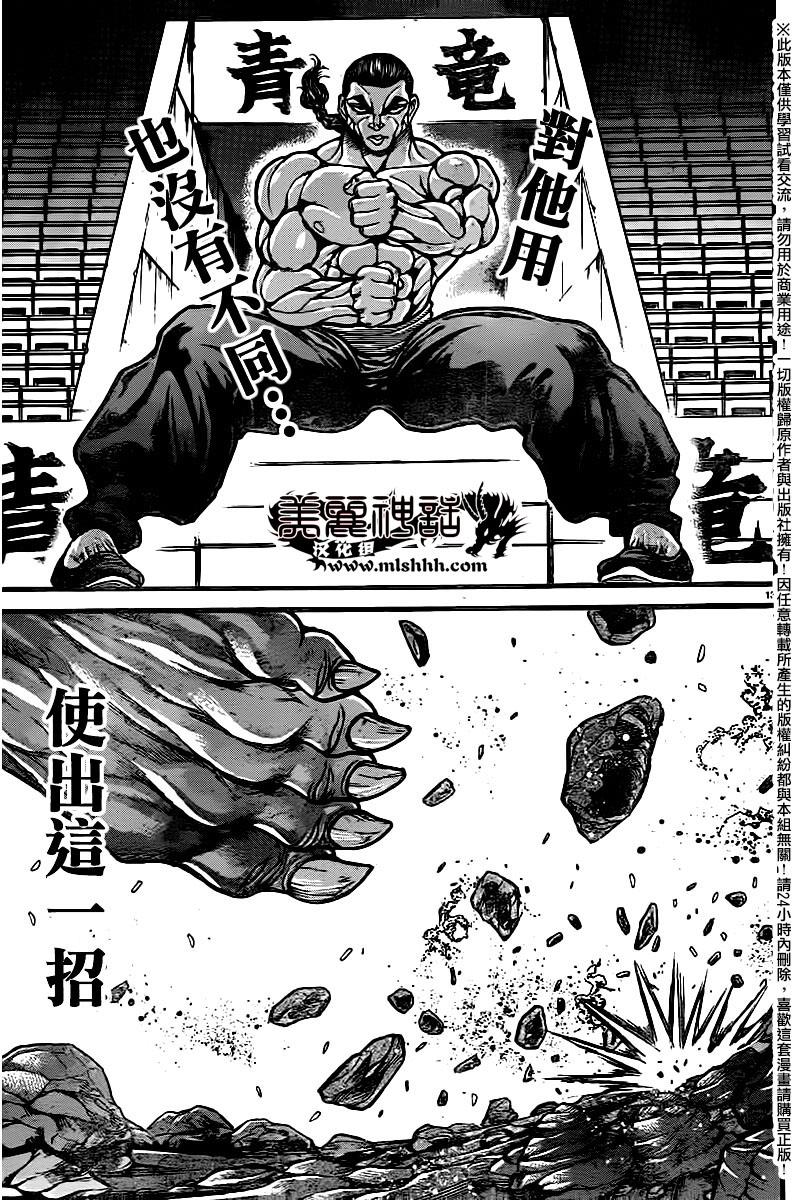 ※此版本僅供學習試看交流，請勿用於商業用途！一切版權歸原作者與出版社擁有！因任意轉載所產生的版權糾紛都與本組無關！請24小時內刪除，喜歡這套漫畫請購買正版！
青竜
對他用
也沒有不同…
青
竜
美麗神話
汉化组
www.mlshhh.com
13
使出這一招